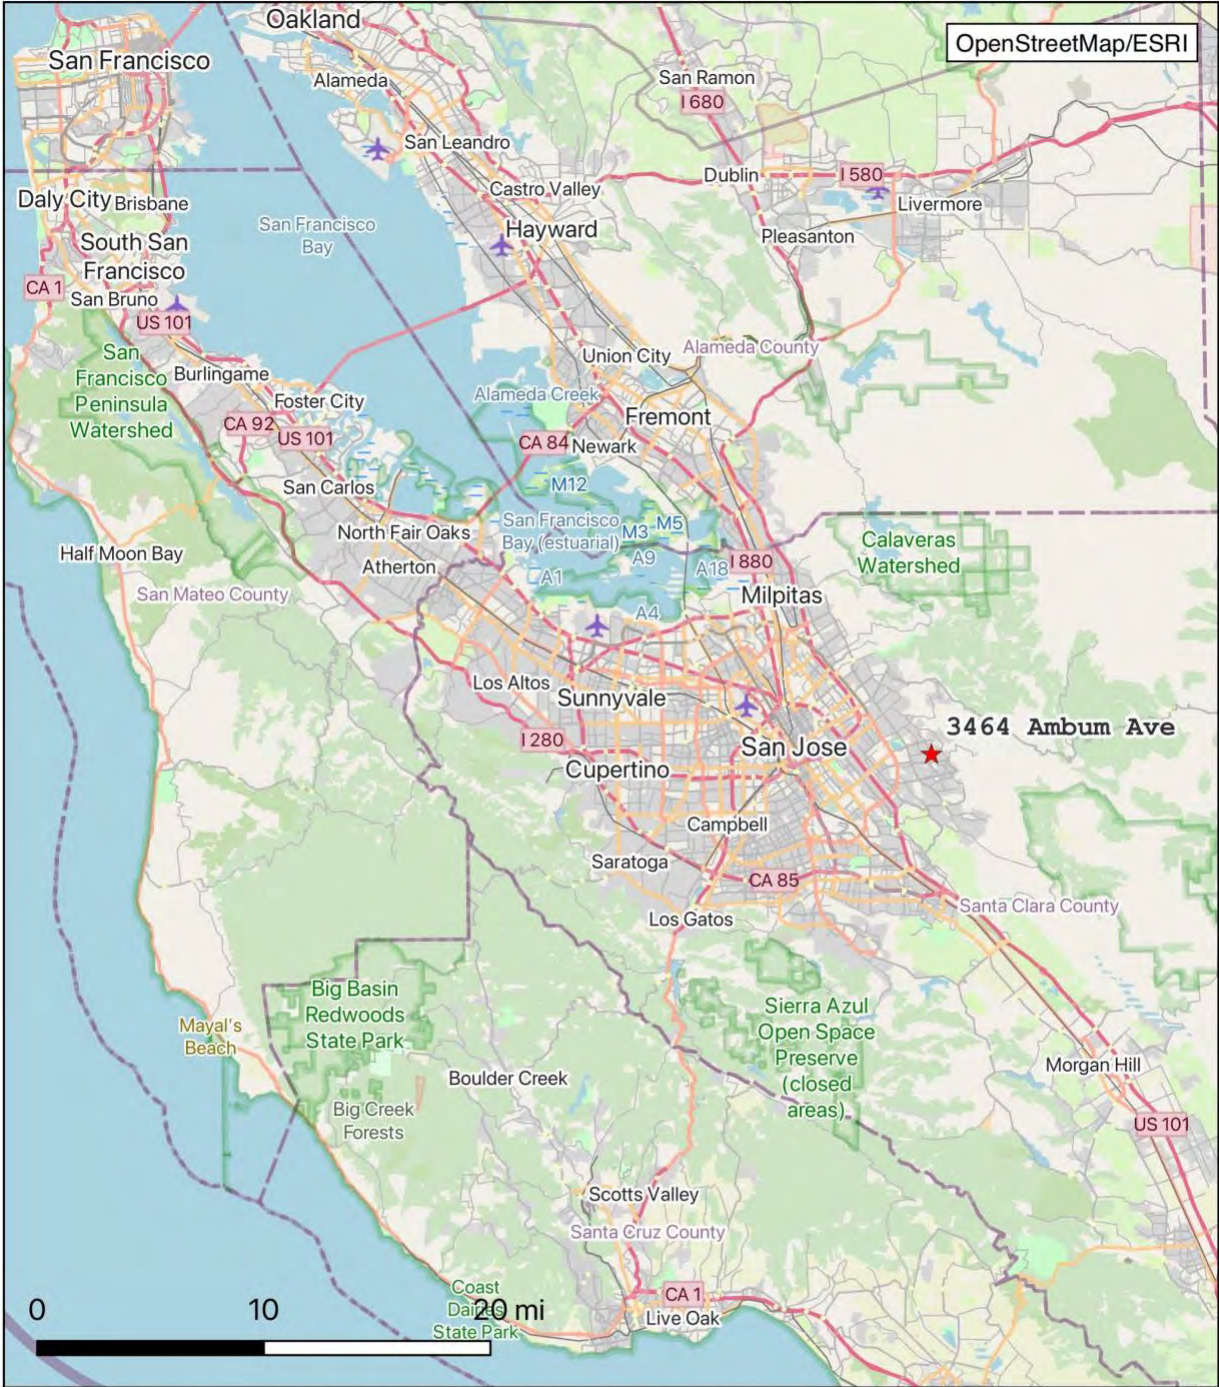 Oakland
OpenStreetMap/ESRI
San Francisco
Alameda
San Ramon
I 680
San Leandro
Dublin
I 580
Castro Valley
Livermore
Daly City
Brisbane
San Francisco
Bay
Hayward
Pleasanton
South San
Francisco
CA 1
San Bruno
US 101
Union City
Alameda County
San
Francisco
Peninsula
Watershed
Burlingame
Foster City
Alameda Creek
Fremont
CA 92
US 101
CA 84
Newark
San Carlos
M12
North Fair Oaks
San Francisco
Bay (estuarial)
M3
M5
Calaveras
Watershed
Half Moon Bay
Atherton
A9
I 880
A1
A18
San Mateo County
Milpitas
A4
Los Altos
Sunnyvale
3464 Ambum Ave
I 280
San Jose
Cupertino
Campbell
Saratoga
CA 85
Los Gatos
Santa Clara County
Big Basin
Redwoods
State Park
Sierra Azul
Open Space
Preserve
(closed
areas)
Mayal's
Beach
Boulder Creek
Morgan Hill
Big Creek
Forests
US 101
Scotts Valley
Santa Cruz County
Coast
Dairies
State Park
CA 1
Live Oak
0 10 20 mi